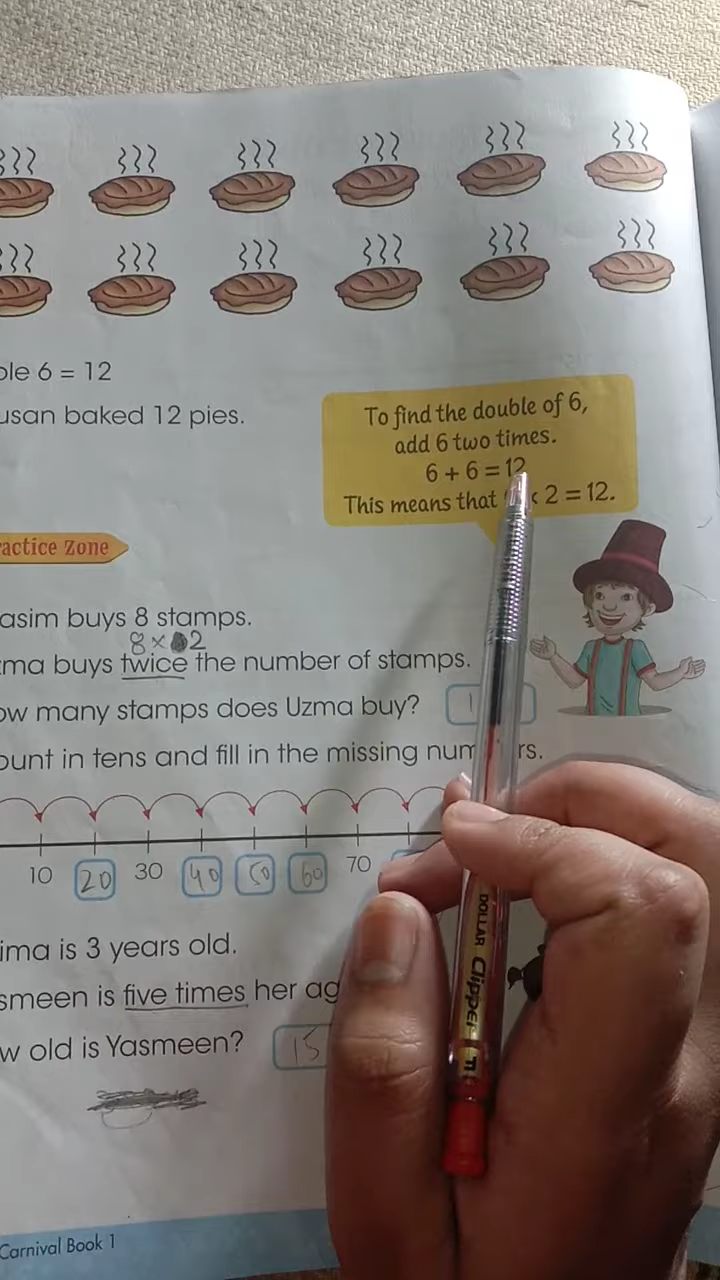 ole 6 = 12
usan baked 12 pies.
To find the double of 6,
add 6 two times.
6 + 6 = 12
This means that x 2 = 12.
actice Zone
asim buys 8 stamps.
8 × 2
ma buys twice the number of stamps.
ow many stamps does Uzma buy? 1
ount in tens and fill in the missing num rs.
10 20 30 40 50 60 70
ima is 3 years old.
smeen is five times her ag
w old is Yasmeen? 15
DOLLAR Clipper
Carnival Book 1